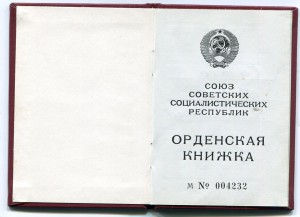 СОЮЗ
СОВЕТСКИХ
СОЦИАЛИСТИЧЕСКИХ
РЕСПУБЛИК
ОРДЕНСКАЯ
КНИЖКА
М № 004232